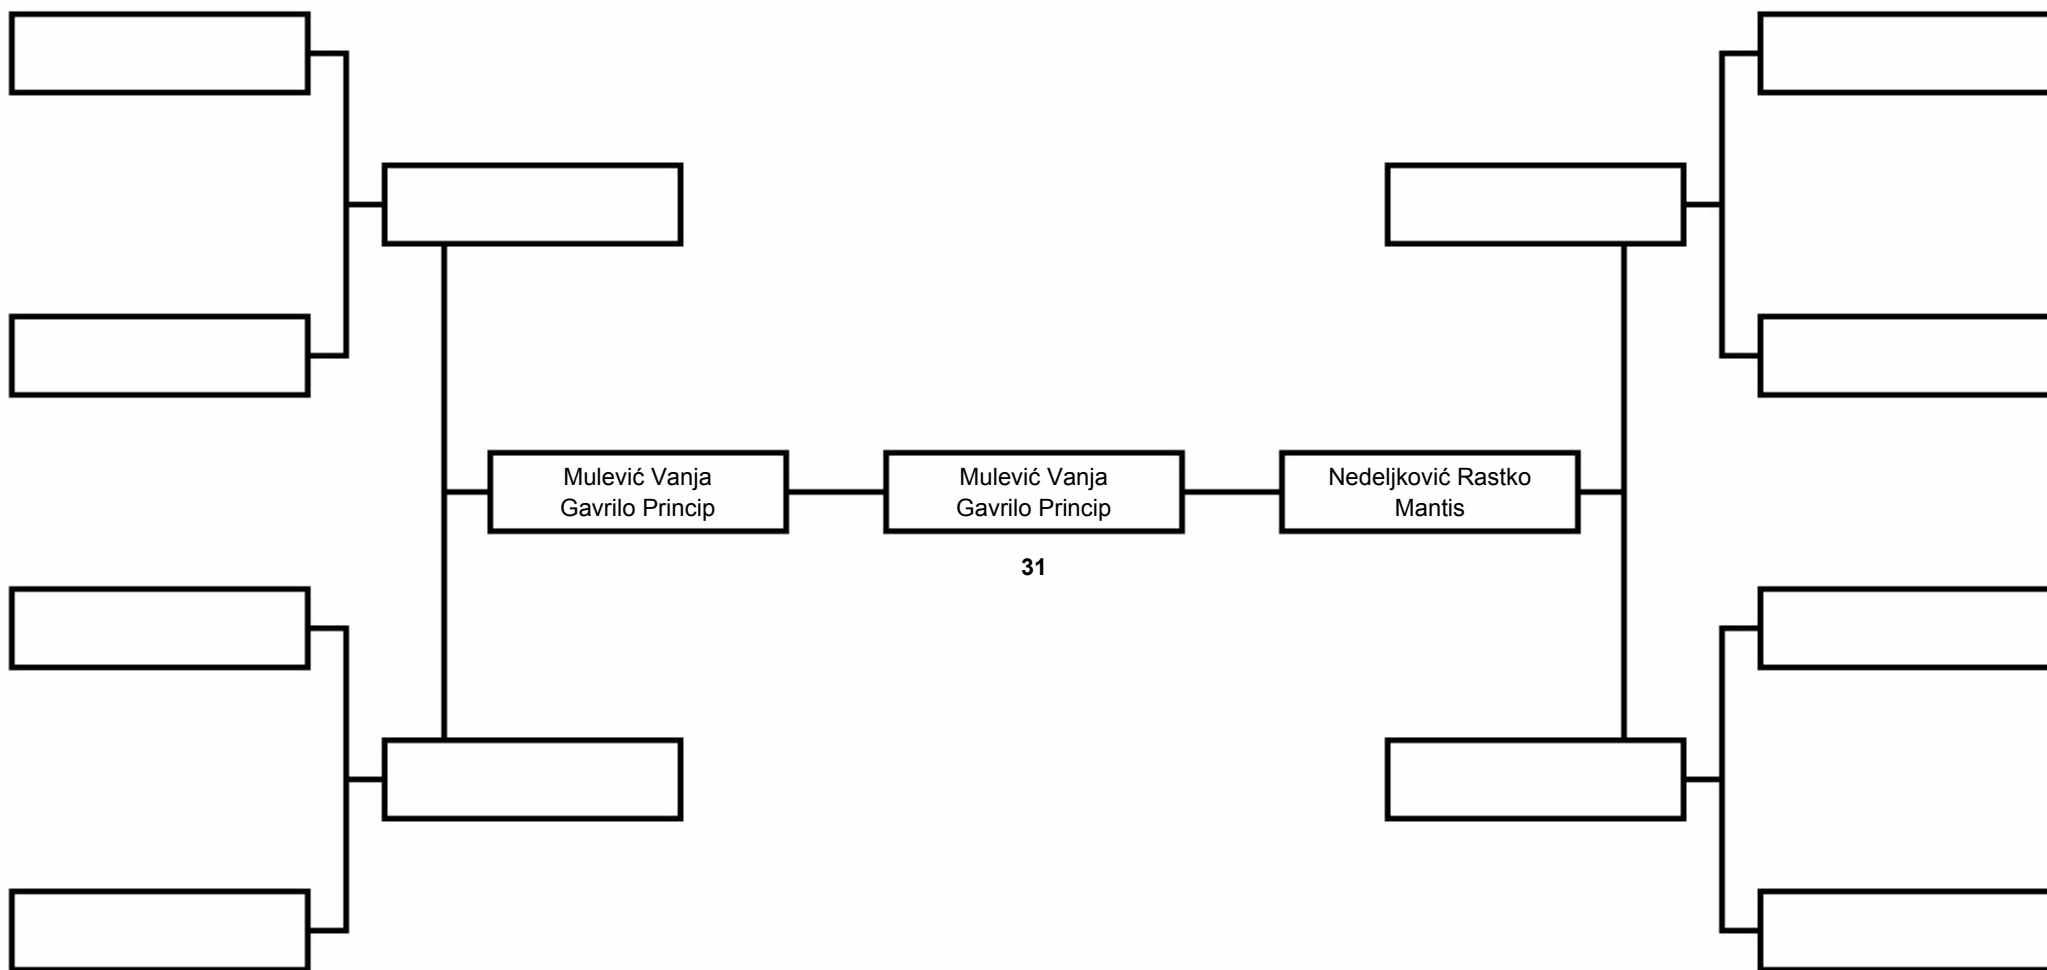 Mulević Vanja
Gavrilo Princip
Mulević Vanja
Gavrilo Princip
Nedeljković Rastko
Mantis
31